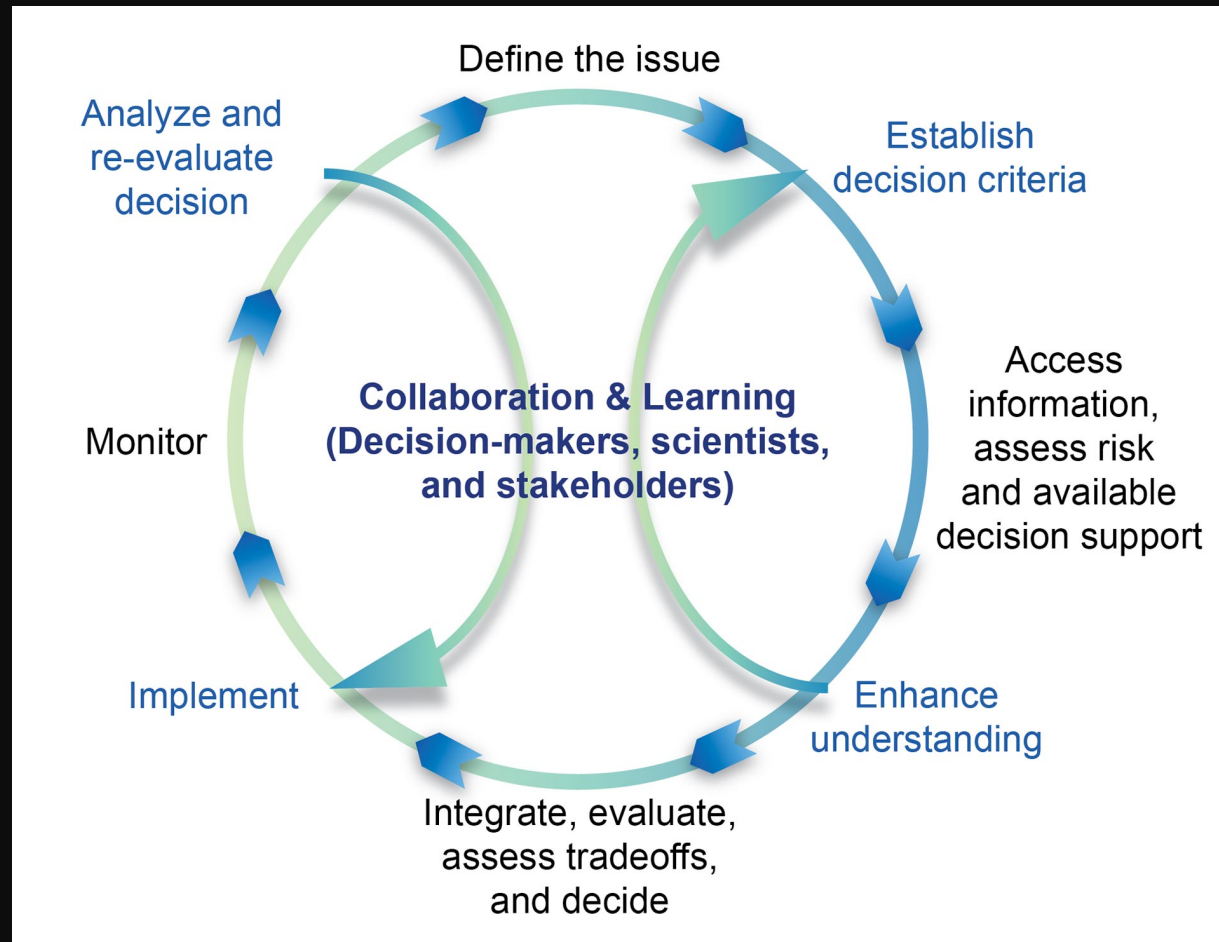 Define the issue
Establish
decision criteria
Access
information,
assess risk
and available
decision support
Enhance
understanding
Integrate, evaluate,
assess tradeoffs,
and decide
Implement
Monitor
Analyze and
re-evaluate
decision
Collaboration & Learning
(Decision-makers, scientists,
and stakeholders)